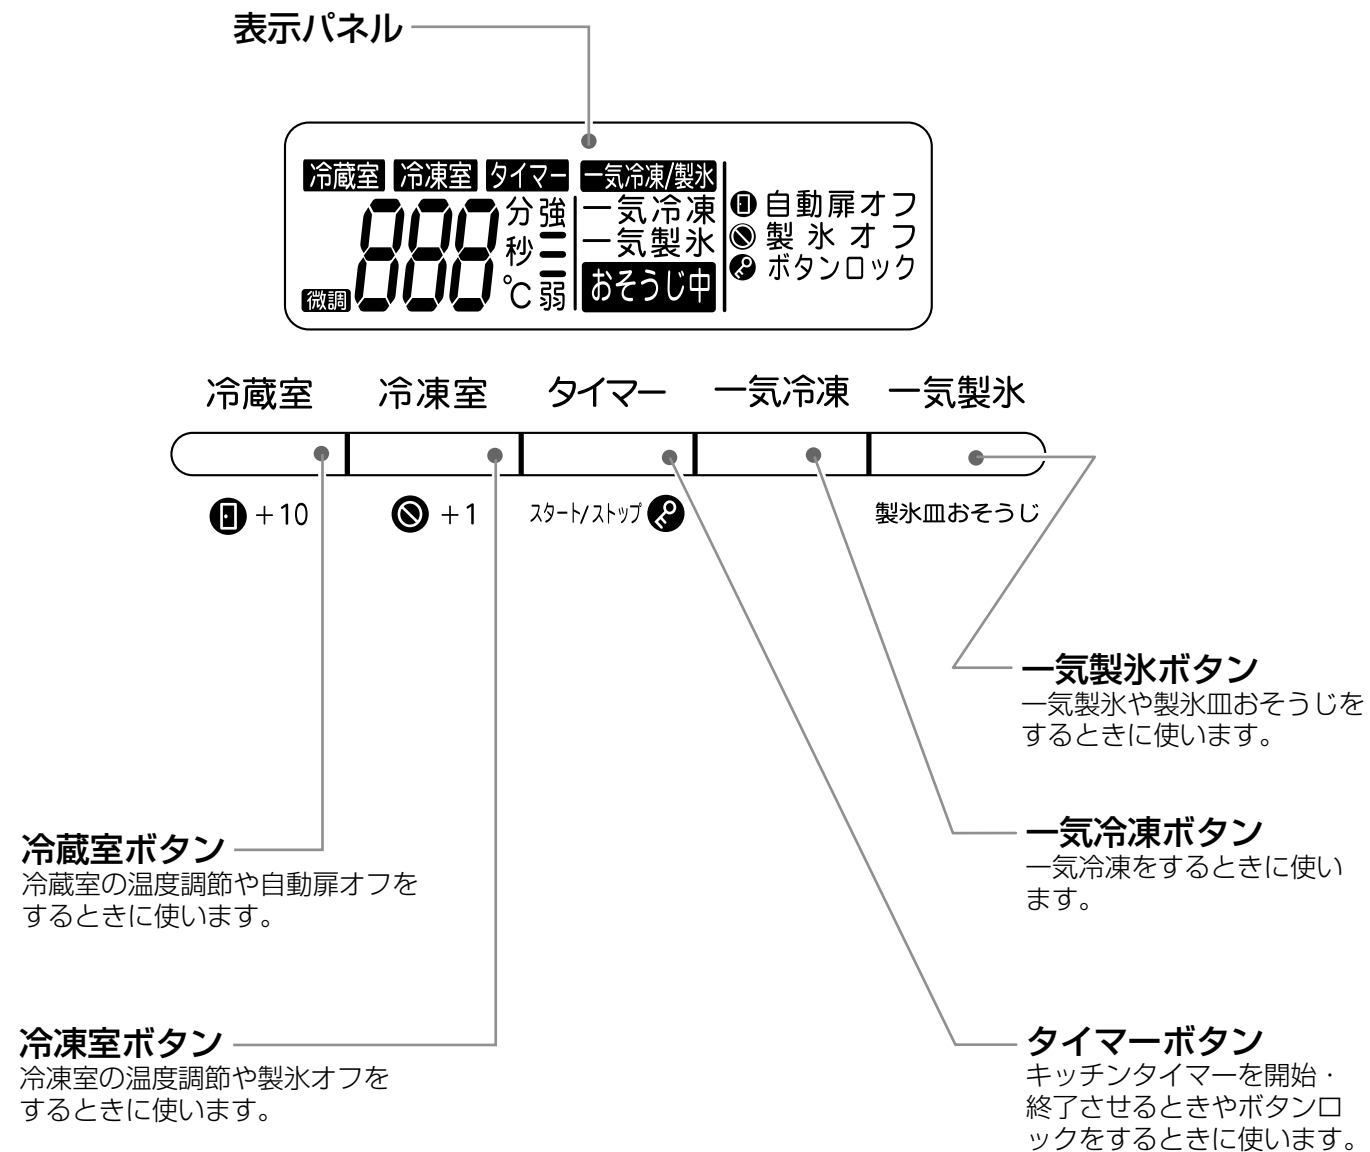 表示パネル
冷蔵室 冷凍室 タイマー 一気冷凍/製氷
888 分 秒 ℃ 強 弱
微調
一気冷凍
一気製氷
おそうじ中
自動扉オフ
製氷オフ
ボタンロック
冷蔵室 冷凍室 タイマー 一気冷凍 一気製氷
+10 +1 スタート/ストップ 製氷皿おそうじ
一気製氷ボタン
一気製氷や製氷皿おそうじを
するときに使います。
冷蔵室ボタン
冷蔵室の温度調節や自動扉オフを
するときに使います。
一気冷凍ボタン
一気冷凍をするときに使い
ます。
冷凍室ボタン
冷凍室の温度調節や製氷オフを
するときに使います。
タイマーボタン
キッチンタイマーを開始・
終了させるときやボタンロ
ックをするときに使います。